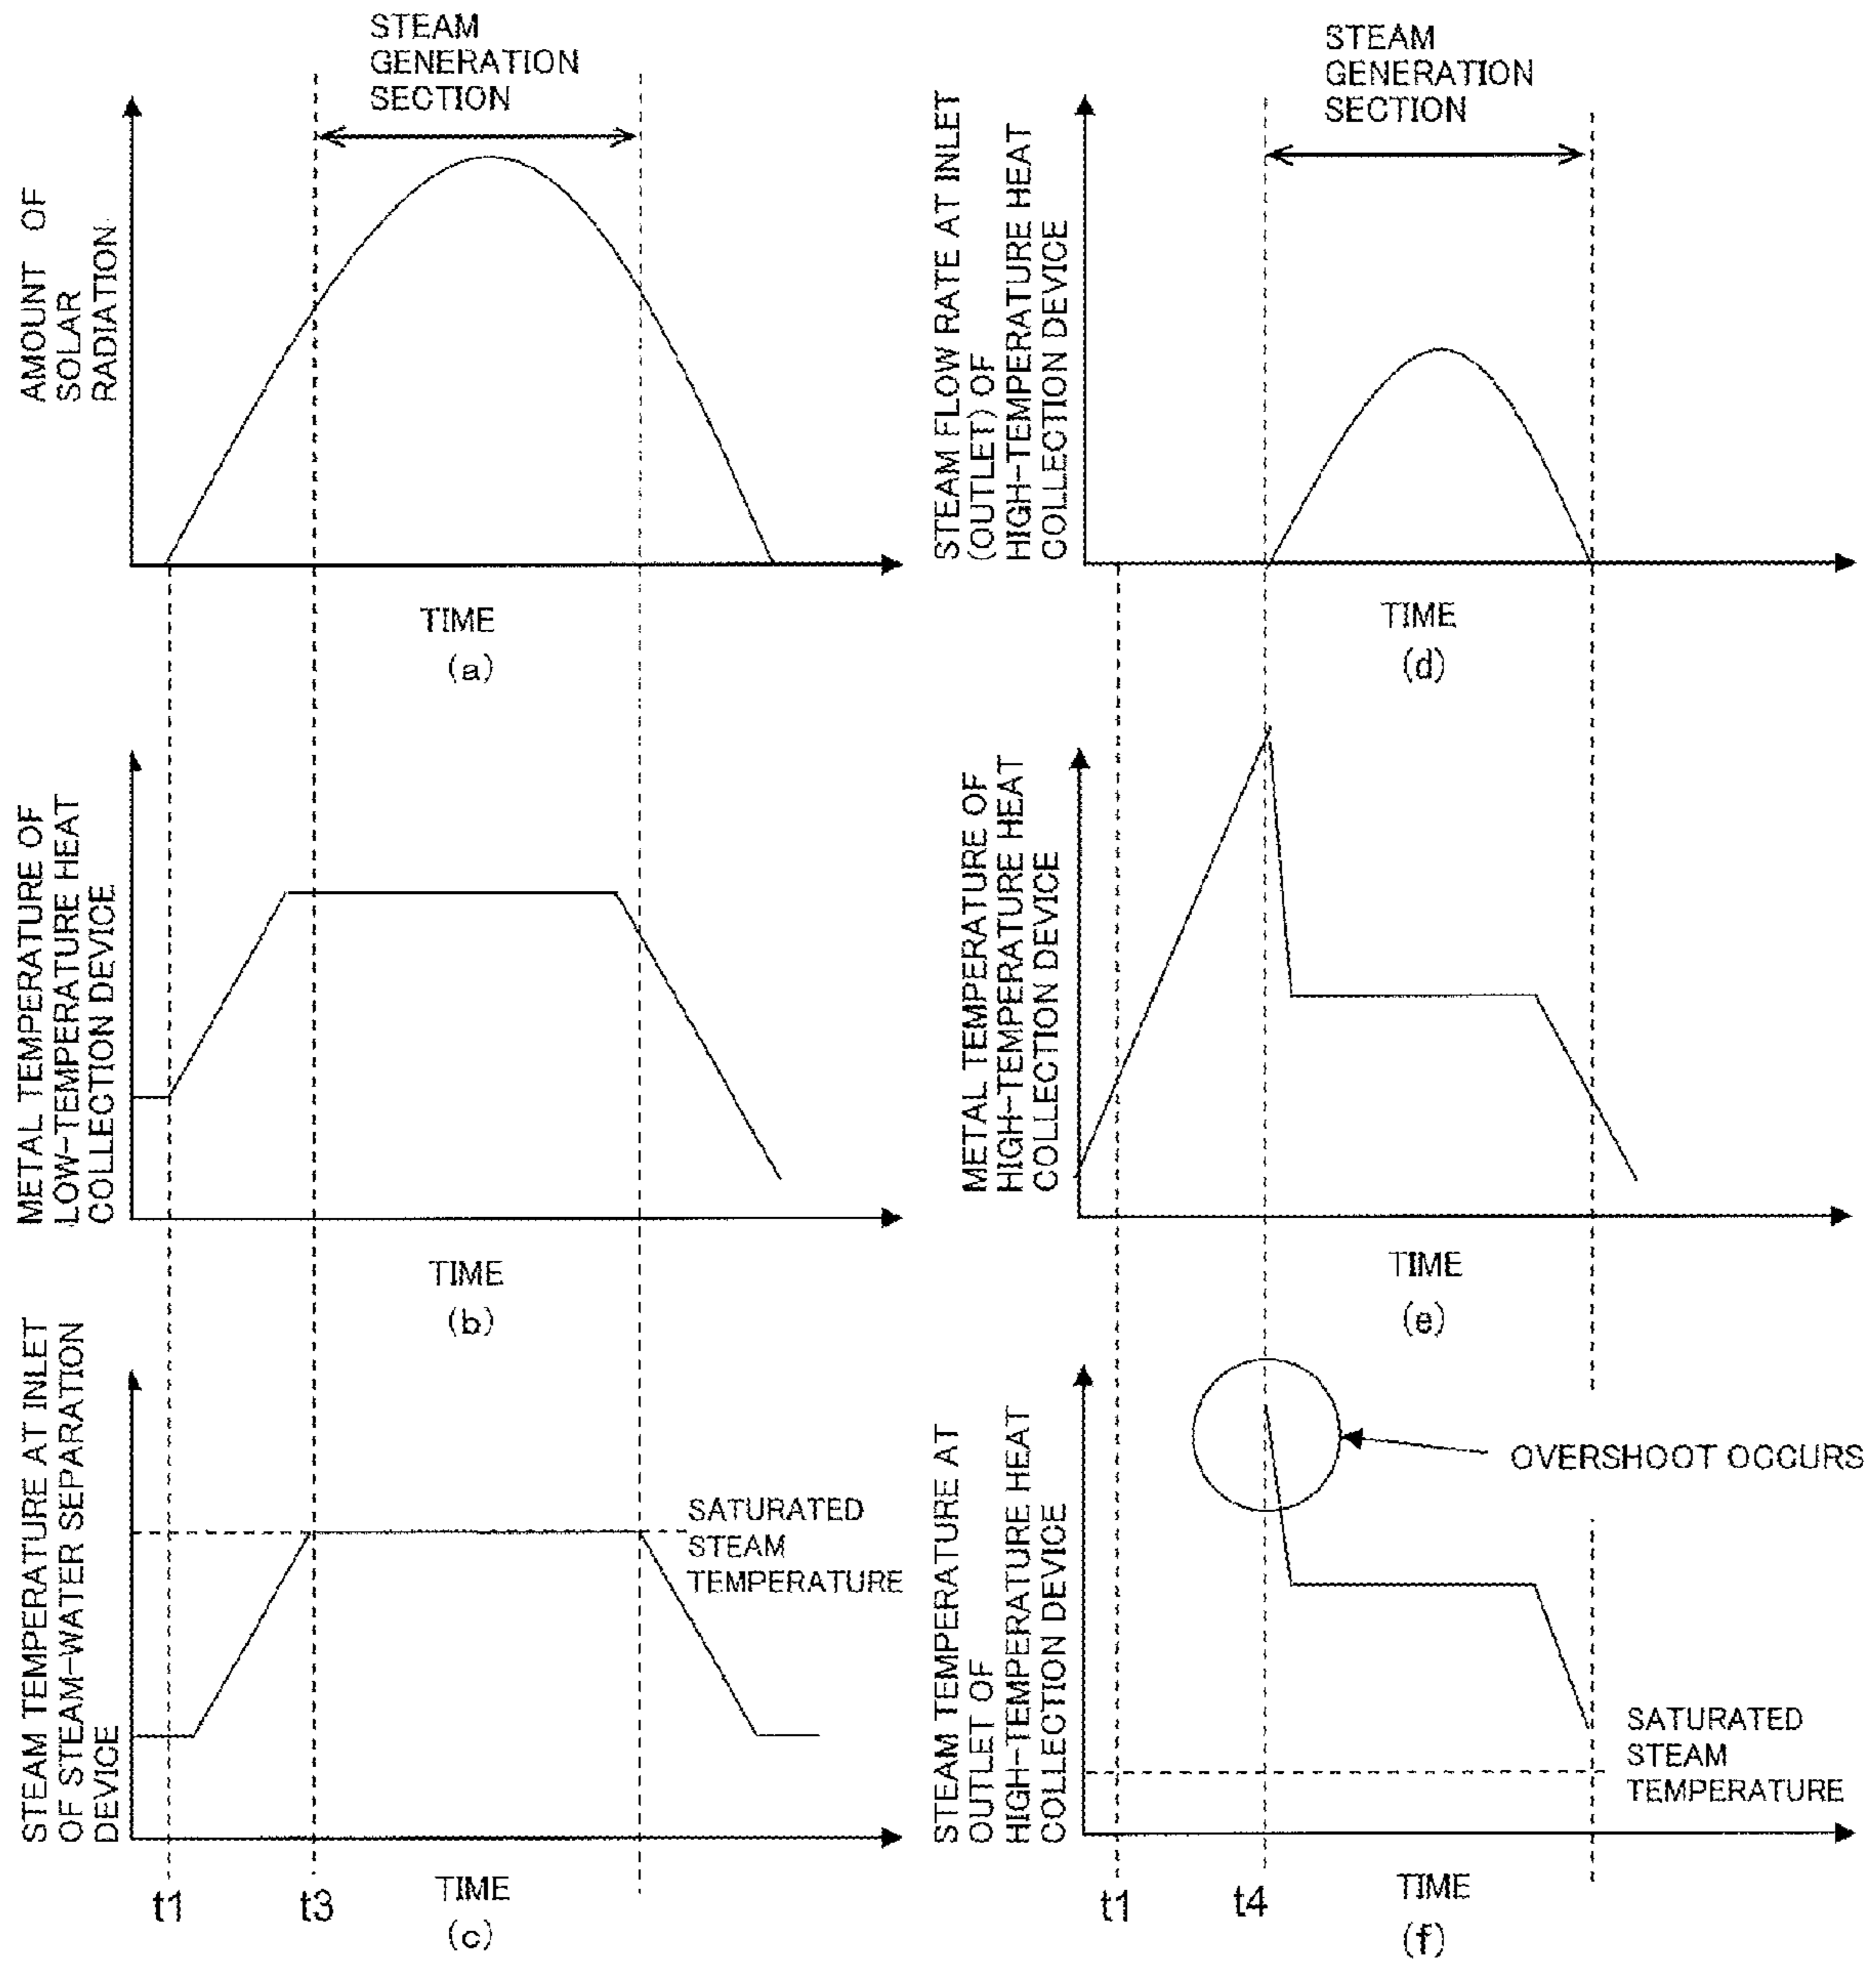 STEAM
GENERATION
SECTION
AMOUNT OF
SOLAR
RADIATION
TIME
(a)
METAL TEMPERATURE OF
LOW-TEMPERATURE HEAT
COLLECTION DEVICE
TIME
(b)
STEAM TEMPERATURE AT INLET
OF STEAM-WATER SEPARATION
DEVICE
SATURATED
STEAM
TEMPERATURE
t1
t3
TIME
(c)
STEAM
GENERATION
SECTION
STEAM FLOW RATE AT INLET
(OUTLET) OF
HIGH-TEMPERATURE HEAT
COLLECTION DEVICE
TIME
(d)
METAL TEMPERATURE OF
HIGH-TEMPERATURE HEAT
COLLECTION DEVICE
TIME
(e)
STEAM TEMPERATURE AT
OUTLET OF
HIGH-TEMPERATURE HEAT
COLLECTION DEVICE
OVERSHOOT OCCURS
SATURATED
STEAM
TEMPERATURE
t1
t4
TIME
(f)